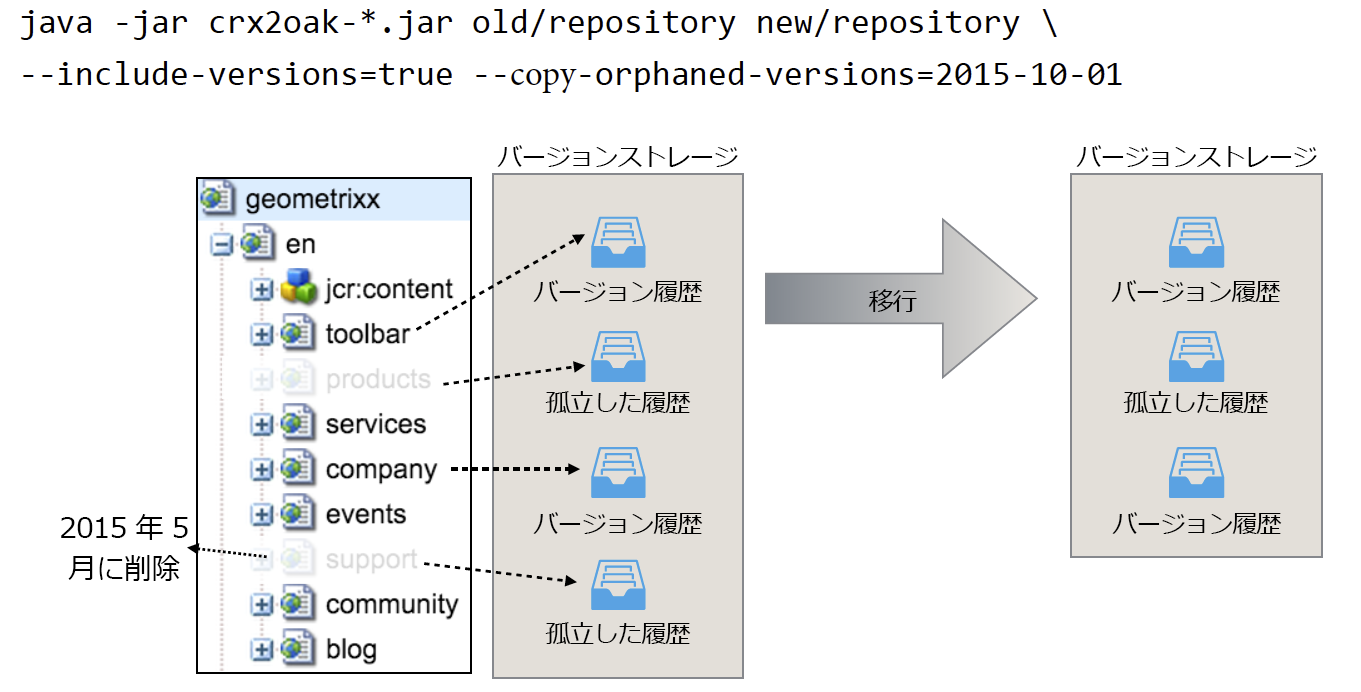 java -jar crx2oak-*.jar old/repository new/repository \
--include-versions=true --copy-orphaned-versions=2015-10-01
バージョンストレージ
バージョンストレージ
geometrixx
en
jcr:content
toolbar
products
services
company
events
support
community
blog
2015 年 5
月に削除
バージョン履歴
孤立した履歴
バージョン履歴
孤立した履歴
移行
バージョン履歴
孤立した履歴
バージョン履歴